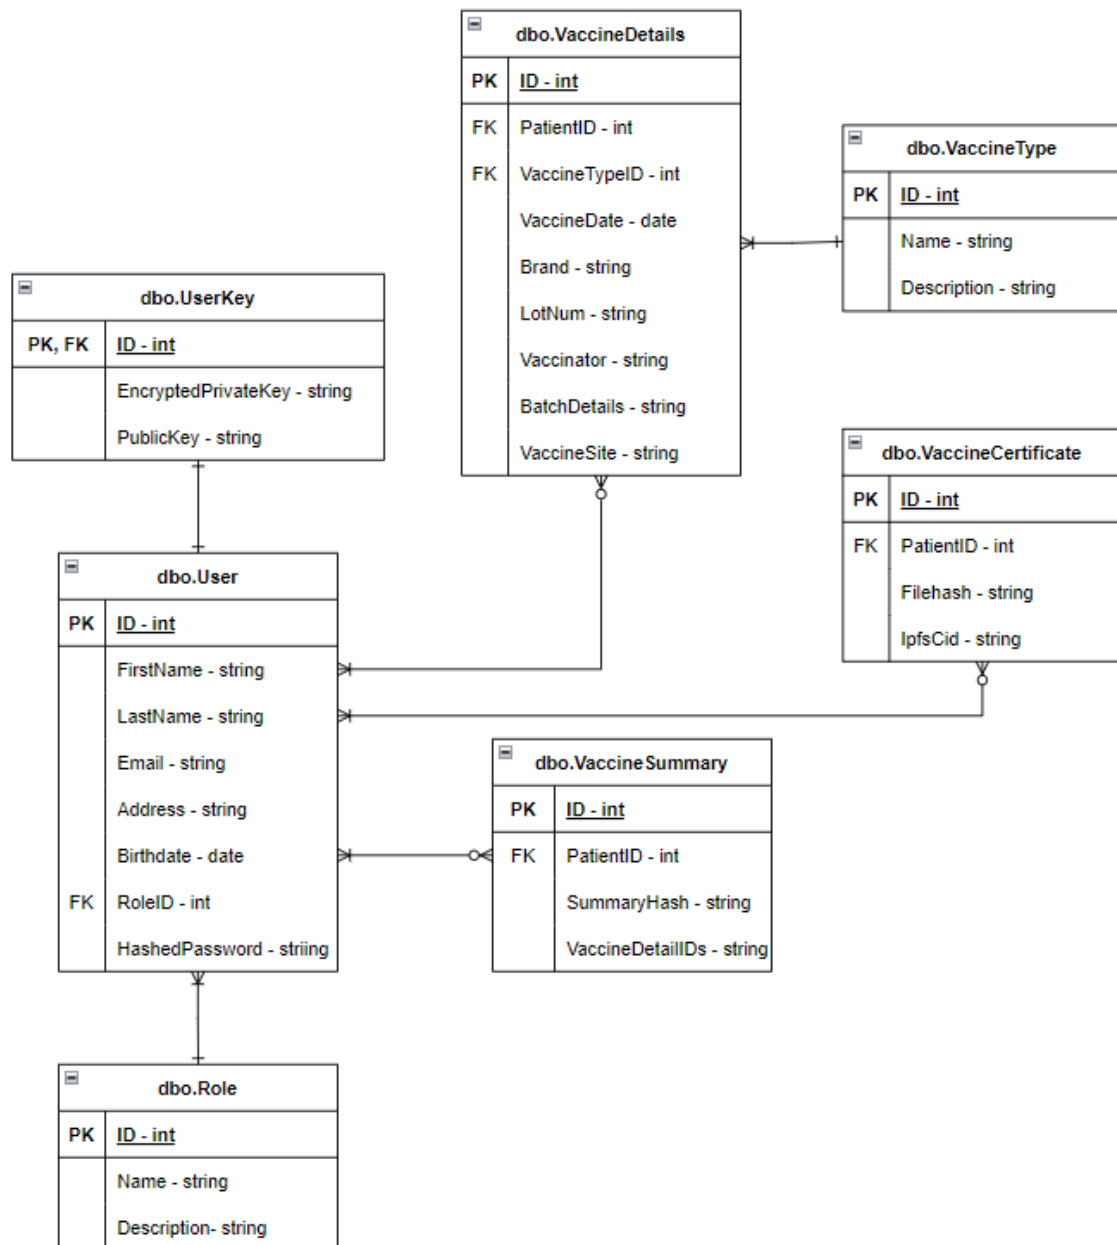 dbo.VaccineDetails
PK ID - int
FK PatientID - int
FK VaccineTypeID - int
VaccineDate - date
Brand - string
LotNum - string
Vaccinator - string
BatchDetails - string
VaccineSite - string
dbo.VaccineType
PK ID - int
Name - string
Description - string
dbo.UserKey
PK, FK ID - int
EncryptedPrivateKey - string
PublicKey - string
dbo.VaccineCertificate
PK ID - int
FK PatientID - int
Filehash - string
IpfsCid - string
dbo.User
PK ID - int
FirstName - string
LastName - string
Email - string
Address - string
Birthdate - date
FK RoleID - int
HashedPassword - striing
dbo.VaccineSummary
PK ID - int
FK PatientID - int
SummaryHash - string
VaccineDetailIDs - string
dbo.Role
PK ID - int
Name - string
Description- string